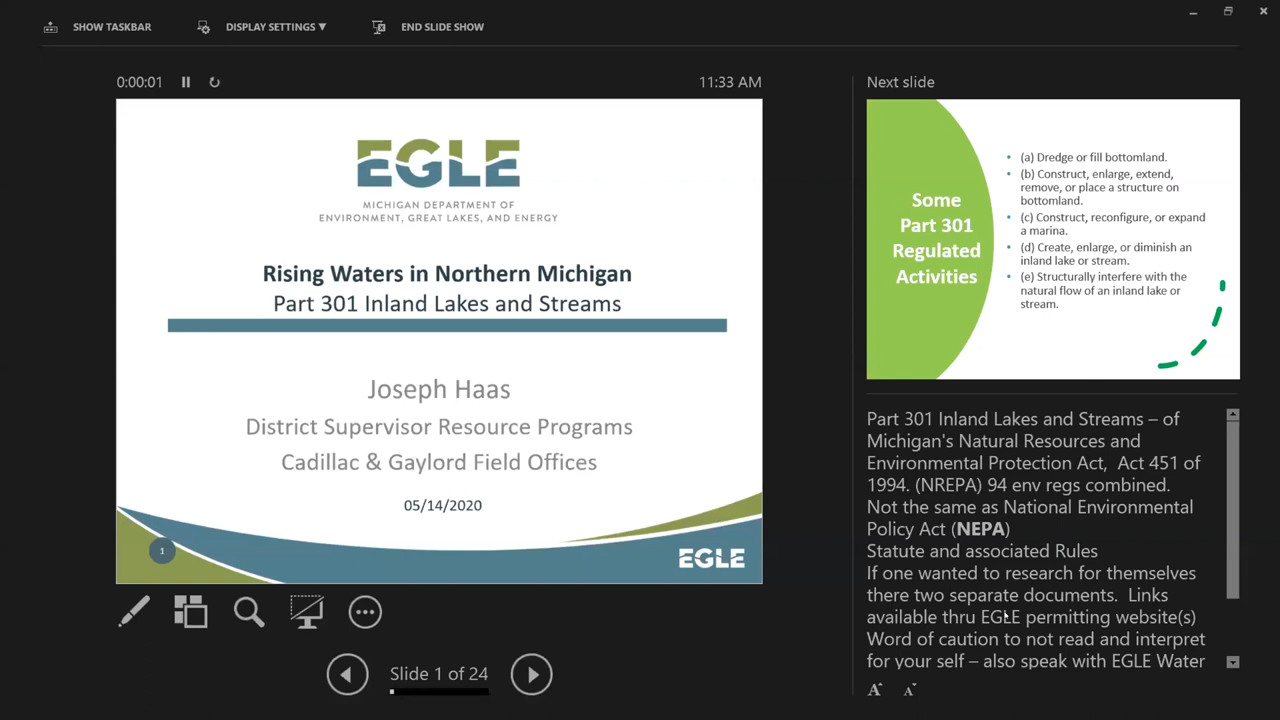 SHOW TASKBAR
DISPLAY SETTINGS ▼
END SLIDE SHOW
0:00:01
11:33 AM
EGLE
MICHIGAN DEPARTMENT OF
ENVIRONMENT, GREAT LAKES, AND ENERGY
Rising Waters in Northern Michigan
Part 301 Inland Lakes and Streams
Joseph Haas
District Supervisor Resource Programs
Cadillac & Gaylord Field Offices
05/14/2020
1
EGLE
Slide 1 of 24
Next slide
Some
Part 301
Regulated
Activities
• (a) Dredge or fill bottomland.
• (b) Construct, enlarge, extend,
remove, or place a structure on
bottomland.
• (c) Construct, reconfigure, or expand
a marina.
• (d) Create, enlarge, or diminish an
inland lake or stream.
• (e) Structurally interfere with the
natural flow of an inland lake or
stream.
Part 301 Inland Lakes and Streams – of
Michigan's Natural Resources and
Environmental Protection Act,  Act 451 of
1994. (NREPA) 94 env regs combined.
Not the same as National Environmental
Policy Act (NEPA)
Statute and associated Rules
If one wanted to research for themselves
there two separate documents.  Links
available thru EGLE permitting website(s)
Word of caution to not read and interpret
for your self – also speak with EGLE Water
A A